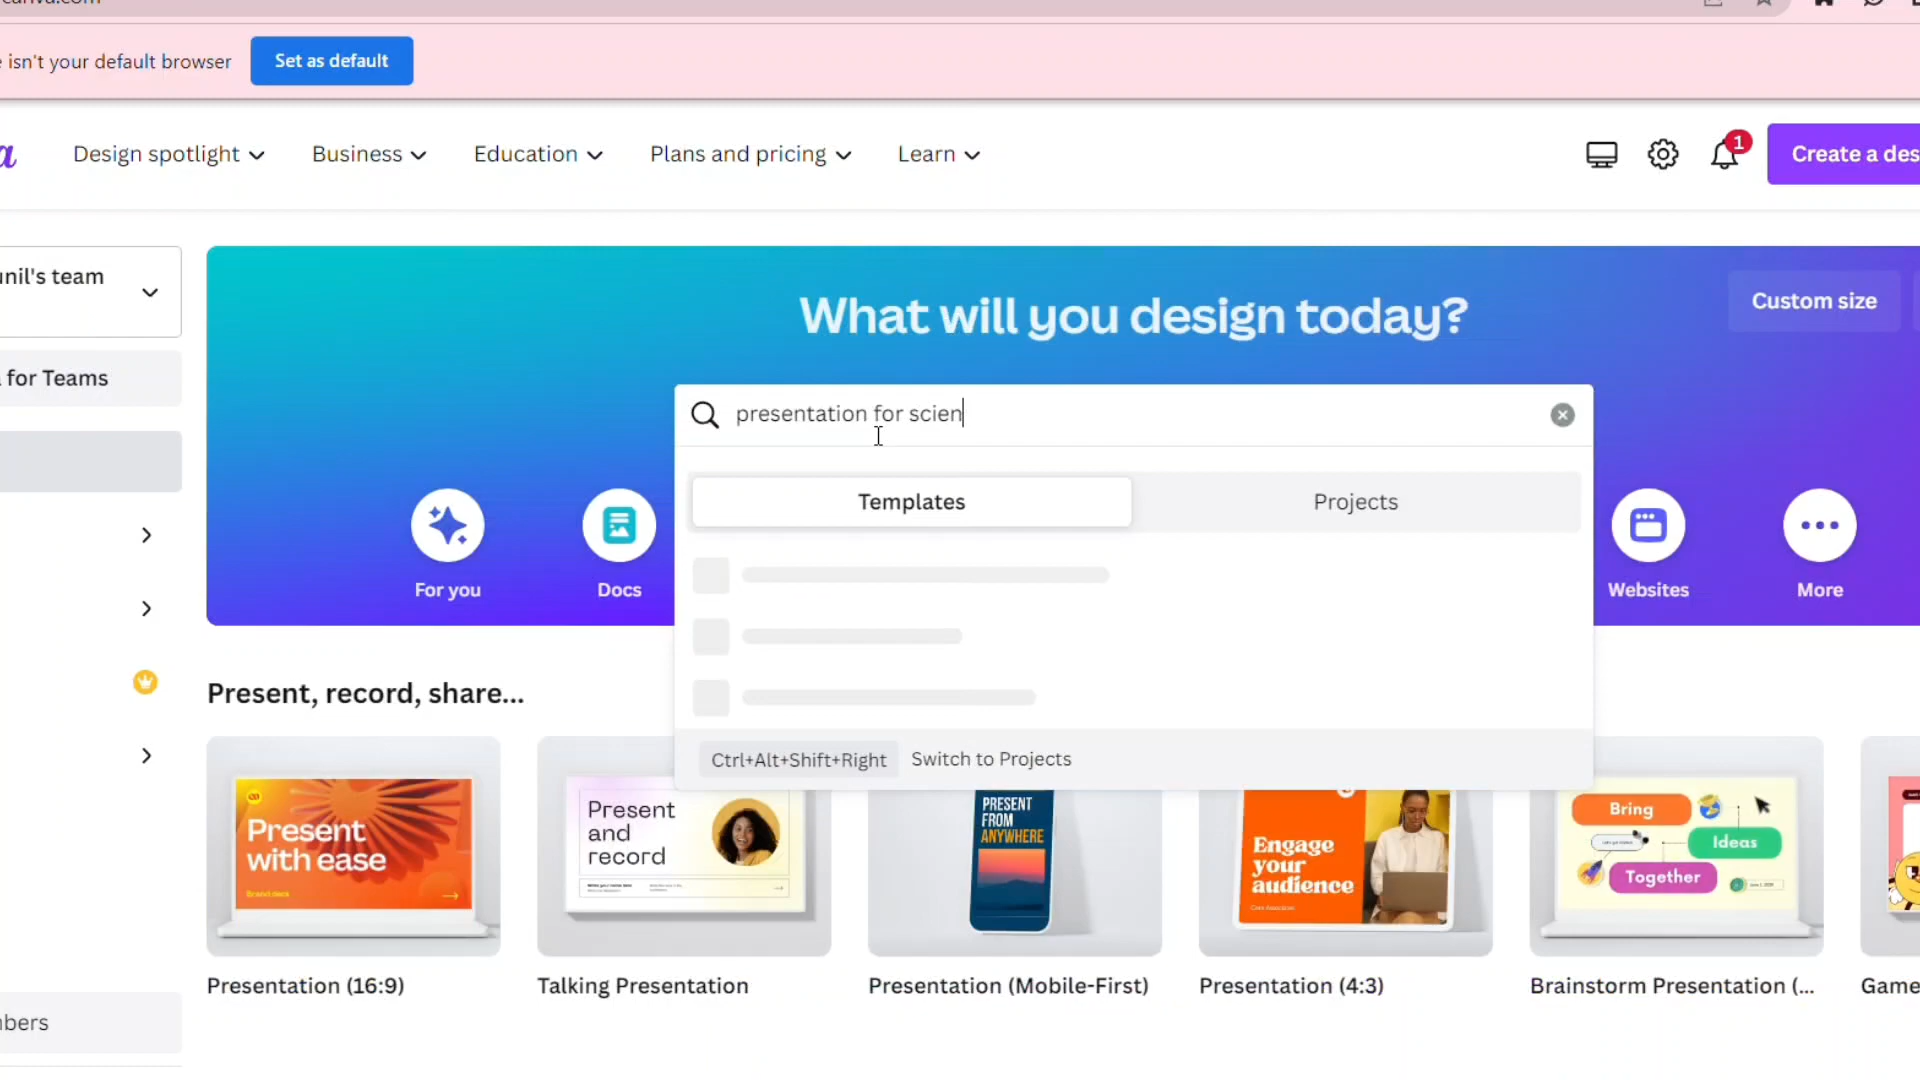 isn't your default browser
Set as default
Design spotlight
Business
Education
Plans and pricing
Learn
1
Create a des
unil's team
for Teams
What will you design today?
Custom size
presentation for scien
Templates
Projects
For you
Docs
Websites
More
Ctrl+Alt+Shift+Right
Switch to Projects
Present, record, share...
Present
with ease
Brand deck
Present
and
record
PRESENT
FROM
ANYWHERE
Engage
your
audience
Bring
Ideas
Together
Presentation (16:9)
Talking Presentation
Presentation (Mobile-First)
Presentation (4:3)
Brainstorm Presentation (...
Game
bers